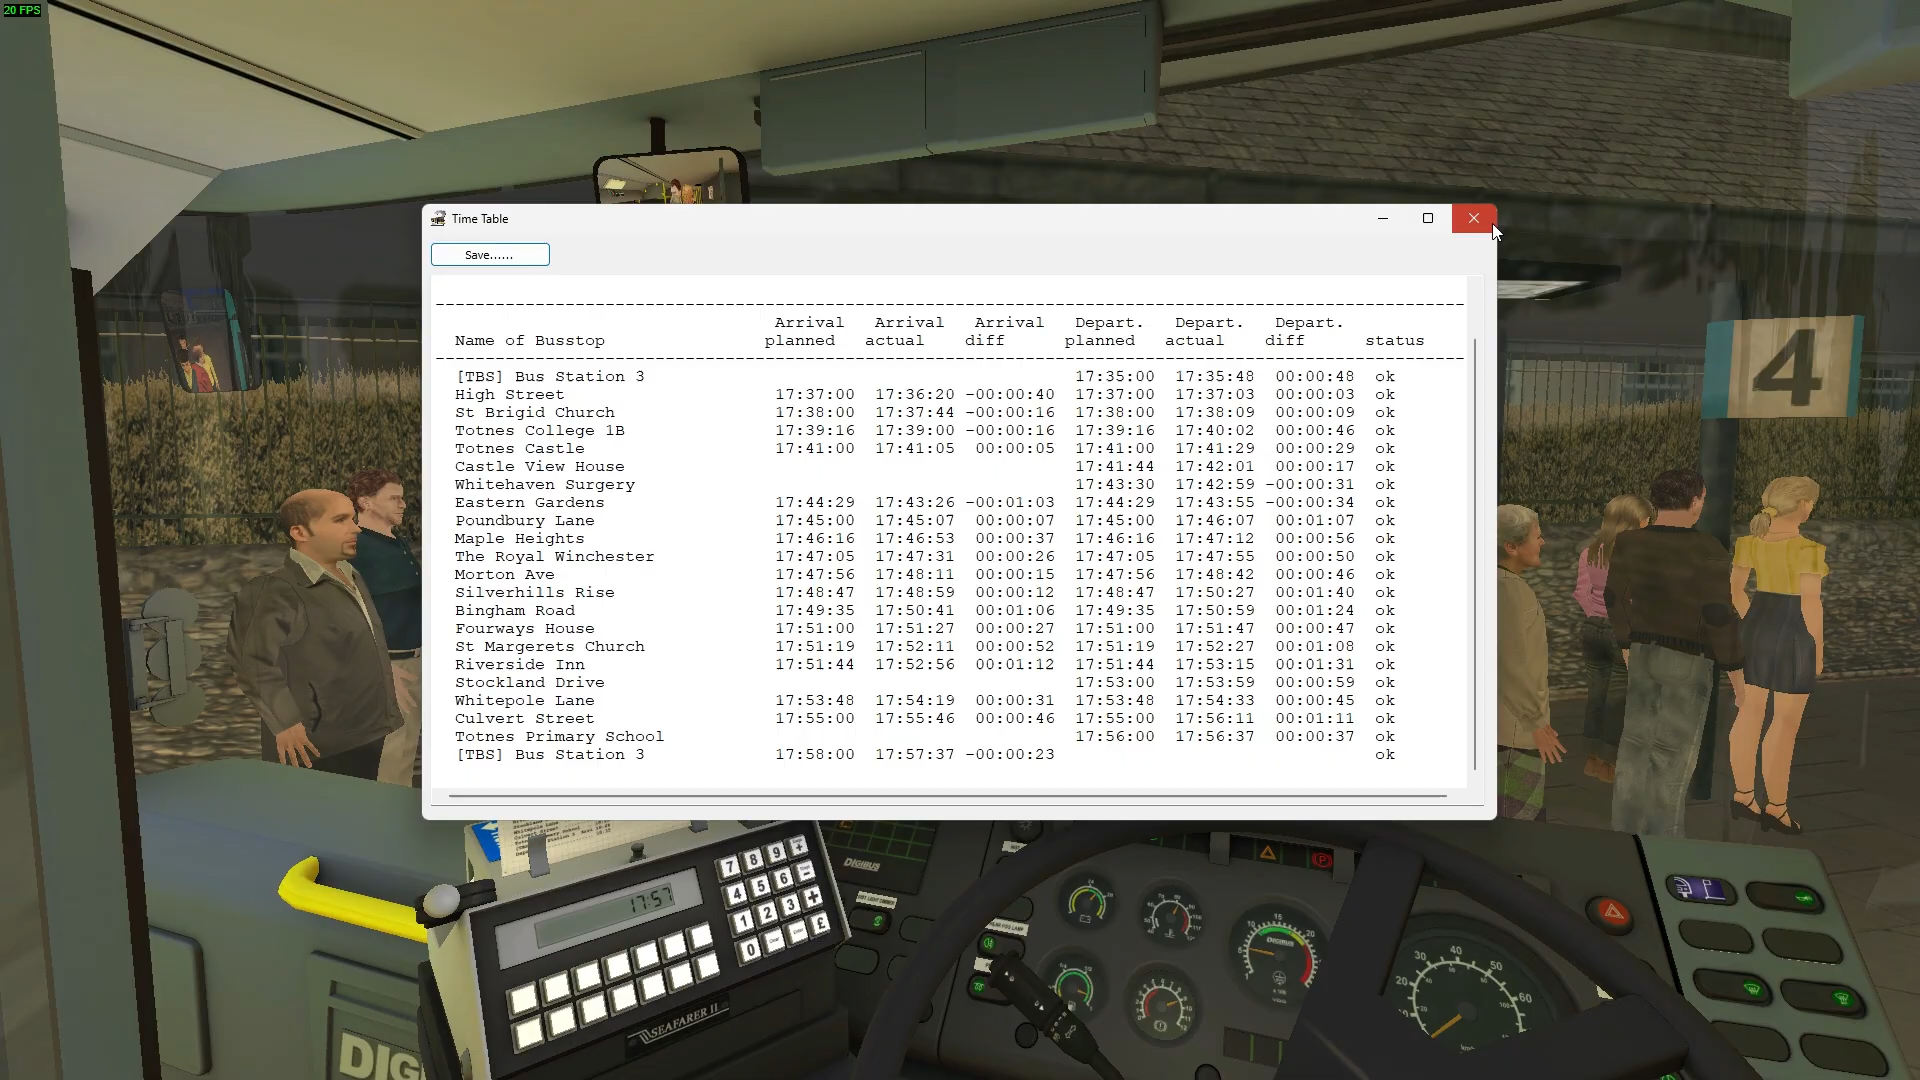 20 FPS
Time Table
Save......
Arrival Arrival Arrival Depart. Depart. Depart.
Name of Busstop planned actual diff planned actual diff status
[TBS] Bus Station 3 17:35:00 17:35:48 00:00:48 ok
High Street 17:37:00 17:36:20 -00:00:40 17:37:00 17:37:03 00:00:03 ok
St Brigid Church 17:38:00 17:37:44 -00:00:16 17:38:00 17:38:09 00:00:09 ok
Totnes College 1B 17:39:16 17:39:00 -00:00:16 17:39:16 17:40:02 00:00:46 ok
Totnes Castle 17:41:00 17:41:05 00:00:05 17:41:00 17:41:29 00:00:29 ok
Castle View House 17:41:44 17:42:01 00:00:17 ok
Whitehaven Surgery 17:43:30 17:42:59 -00:00:31 ok
Eastern Gardens 17:44:29 17:43:26 -00:01:03 17:44:29 17:43:55 -00:00:34 ok
Poundbury Lane 17:45:00 17:45:07 00:00:07 17:45:00 17:46:07 00:01:07 ok
Maple Heights 17:46:16 17:46:53 00:00:37 17:46:16 17:47:12 00:00:56 ok
The Royal Winchester 17:47:05 17:47:31 00:00:26 17:47:05 17:47:55 00:00:50 ok
Morton Ave 17:47:56 17:48:11 00:00:15 17:47:56 17:48:42 00:00:46 ok
Silverhills Rise 17:48:47 17:48:59 00:00:12 17:48:47 17:50:27 00:01:40 ok
Bingham Road 17:49:35 17:50:41 00:01:06 17:49:35 17:50:59 00:01:24 ok
Fourways House 17:51:00 17:51:27 00:00:27 17:51:00 17:51:47 00:00:47 ok
St Margerets Church 17:51:19 17:52:11 00:00:52 17:51:19 17:52:27 00:01:08 ok
Riverside Inn 17:51:44 17:52:56 00:01:12 17:51:44 17:53:15 00:01:31 ok
Stockland Drive 17:53:00 17:53:59 00:00:59 ok
Whitepole Lane 17:53:48 17:54:19 00:00:31 17:53:48 17:54:33 00:00:45 ok
Culvert Street 17:55:00 17:55:46 00:00:46 17:55:00 17:56:11 00:01:11 ok
Totnes Primary School 17:56:00 17:56:37 00:00:37 ok
[TBS] Bus Station 3 17:58:00 17:57:37 -00:00:23 ok
4
17:57
7 8 9
4 5 6
1 2 3 +
0 £
SEAFARER II
DIGIBUS
DIGIBUS
20 30 40 50 60
DIG